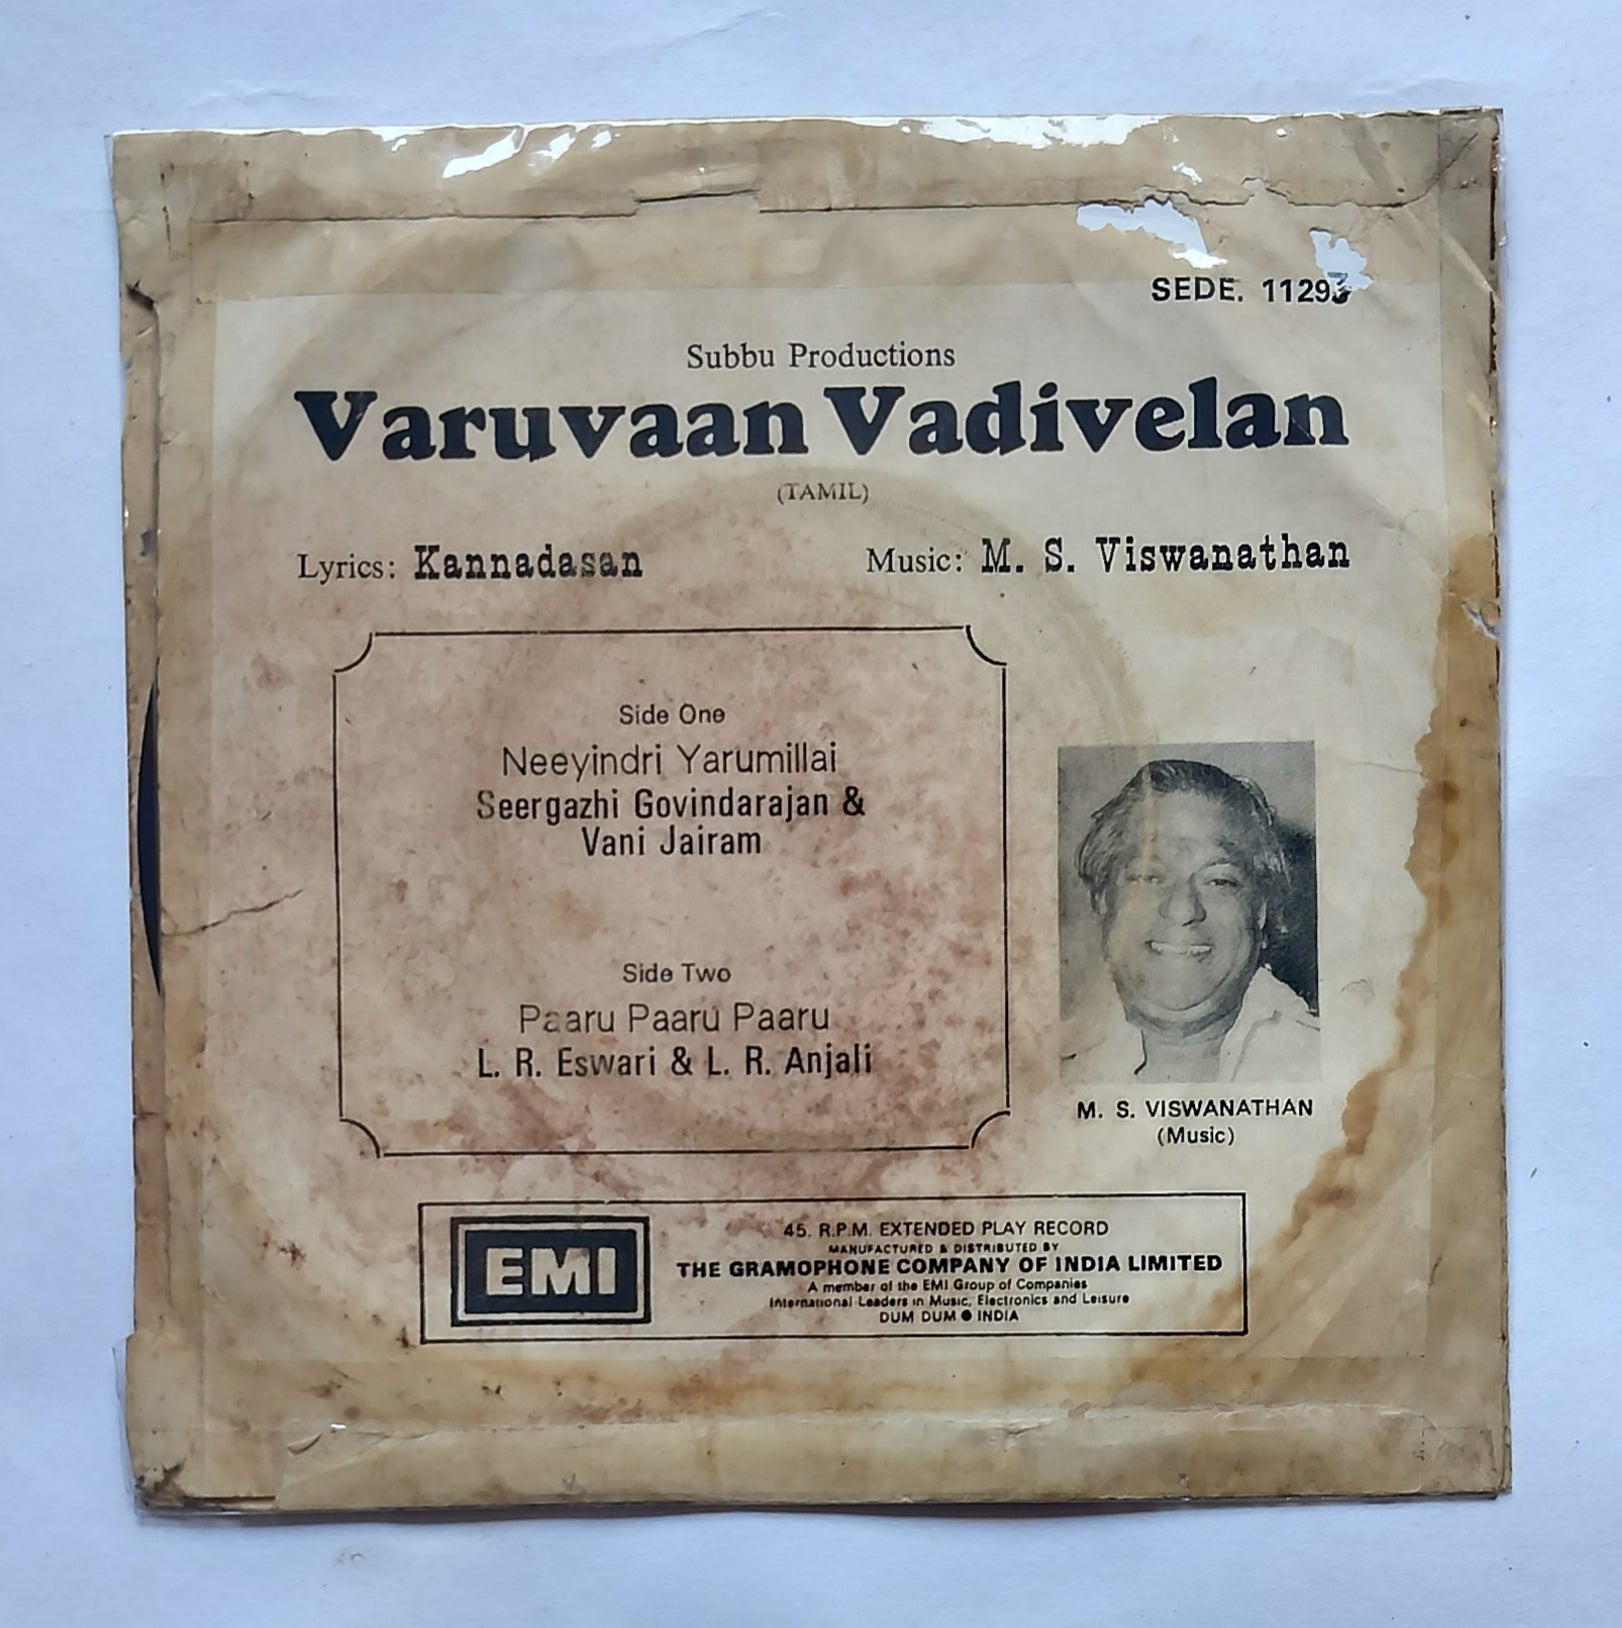 SEDE. 11293
Subbu Productions
Varuvaan Vadivelan
(TAMIL)
Lyrics: Kannadasan
Music: M. S. Viswanathan
Side One
Neeyindri Yarumillai
Seergazhi Govindarajan &
Vani Jairam
Side Two
Paaru Paaru Paaru
L. R. Eswari & L. R. Anjali
M. S. VISWANATHAN
(Music)
EMI
45. R.P.M. EXTENDED PLAY RECORD
MANUFACTURED & DISTRIBUTED BY
THE GRAMOPHONE COMPANY OF INDIA LIMITED
A member of the EMI Group of Companies
International Leaders in Music, Electronics and Leisure
DUM DUM ● INDIA